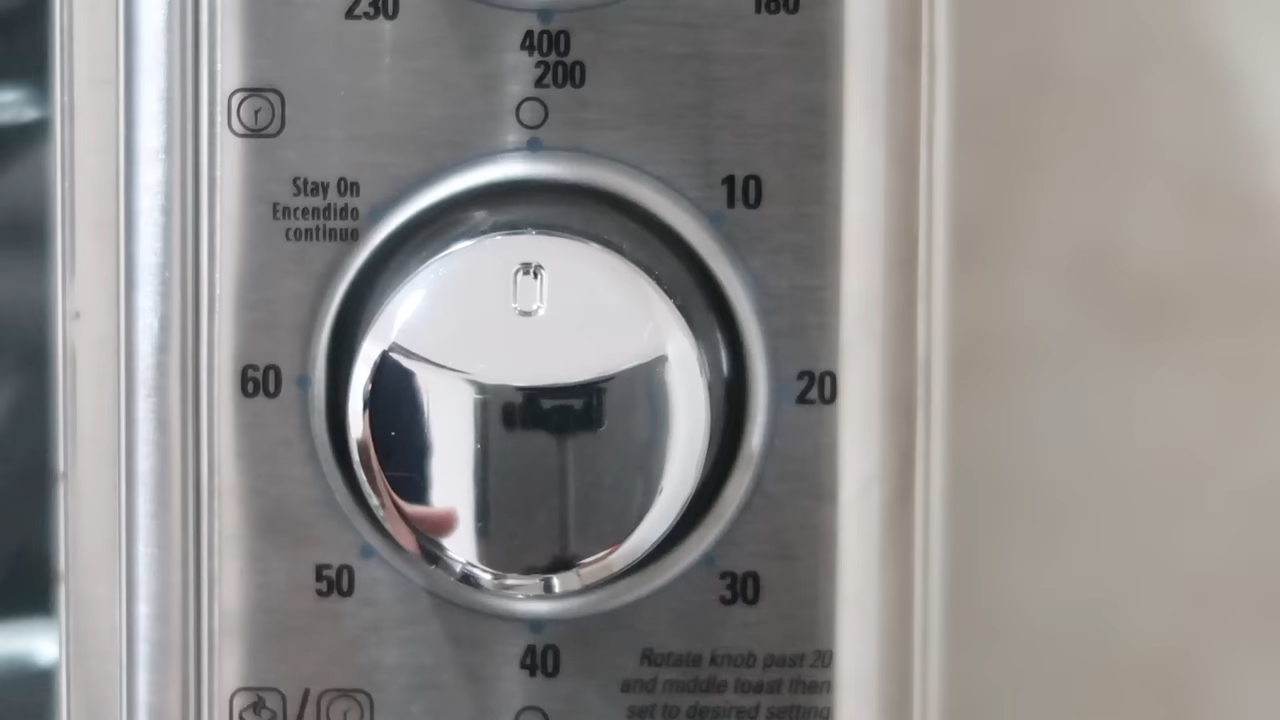 230 180
400
200
Stay On
Encendido
continuo
10
60
20
50
30
40
Rotate knob past 20
and middle toast then
set to desired setting